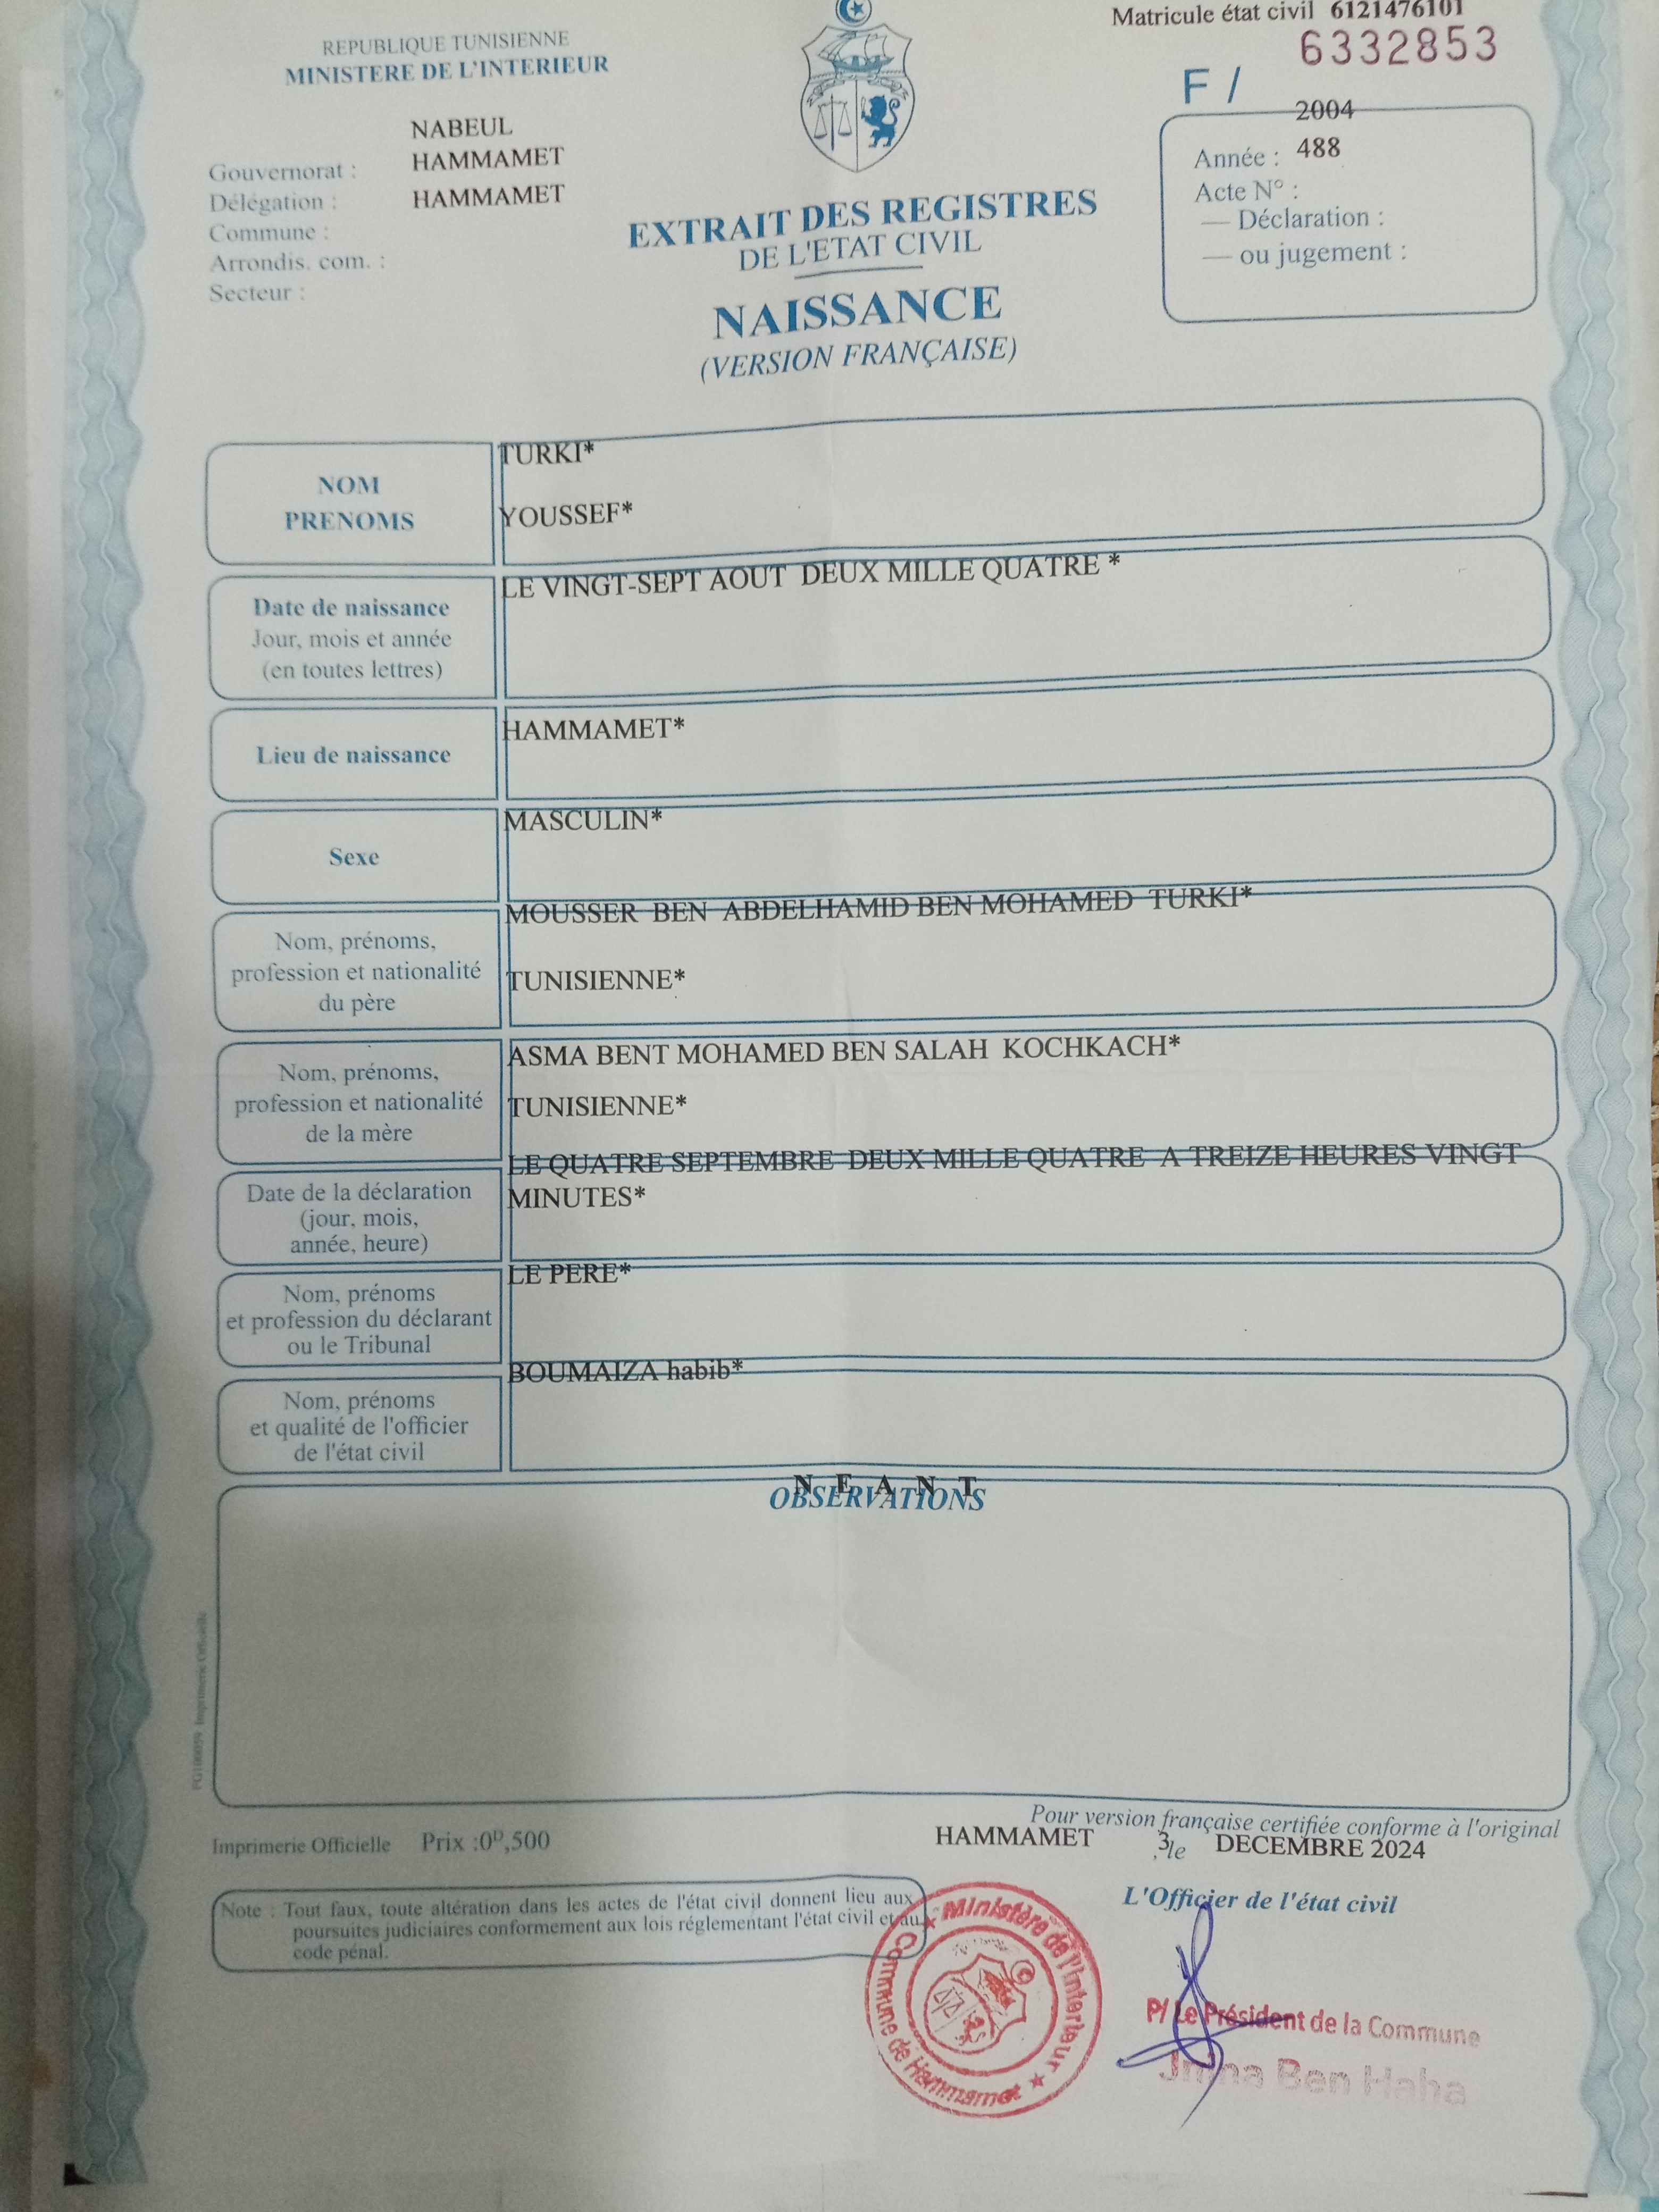 REPUBLIQUE TUNISIENNE
MINISTERE DE L'INTERIEUR
Matricule état civil 6121476101
6332853
F /
NABEUL
Gouvernorat :
HAMMAMET
Délégation :
HAMMAMET
Commune :
Arrondis. com. :
Secteur :
2004
Année : 488
Acte N° :
— Déclaration :
— ou jugement :
EXTRAIT DES REGISTRES
DE L'ETAT CIVIL
NAISSANCE
(VERSION FRANÇAISE)
NOM
PRENOMS
TURKI*
YOUSSEF*
Date de naissance
Jour, mois et année
(en toutes lettres)
LE VINGT-SEPT AOUT DEUX MILLE QUATRE *
Lieu de naissance
HAMMAMET*
Sexe
MASCULIN*
Nom, prénoms,
profession et nationalité
du père
MOUSSER BEN ABDELHAMID BEN MOHAMED TURKI*
TUNISIENNE*
Nom, prénoms,
profession et nationalité
de la mère
ASMA BENT MOHAMED BEN SALAH KOCHKACH*
TUNISIENNE*
Date de la déclaration
(jour, mois,
année, heure)
LE QUATRE SEPTEMBRE DEUX MILLE QUATRE A TREIZE HEURES VINGT
MINUTES*
Nom, prénoms
et profession du déclarant
ou le Tribunal
LE PERE*
Nom, prénoms
et qualité de l'officier
de l'état civil
BOUMAIZA habib*
N E A N T
OBSERVATIONS
Imprimerie Officielle
Imprimerie Officielle Prix :0D,500
Pour version française certifiée conforme à l'original
HAMMAMET 3 le DECEMBRE 2024
Note : Tout faux, toute altération dans les actes de l'état civil donnent lieu aux
poursuites judiciaires conformement aux lois réglementant l'état civil et au
code pénal.
L'Officier de l'état civil
Ministère de l'Interieur
Commune de Hammamet
P/ Le Président de la Commune
Ben Haha